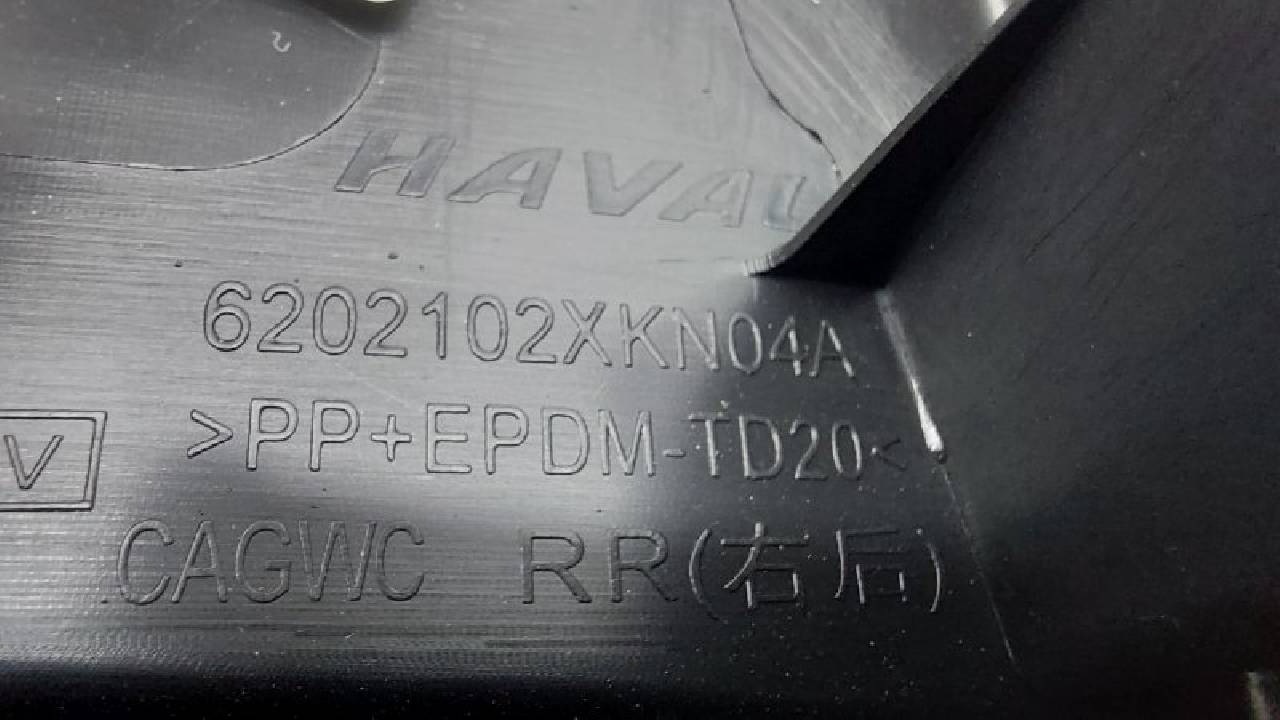 HAVAL
6202102XKN04A
>PP+EPDM-TD20<
V
CAGWC RR(右后)